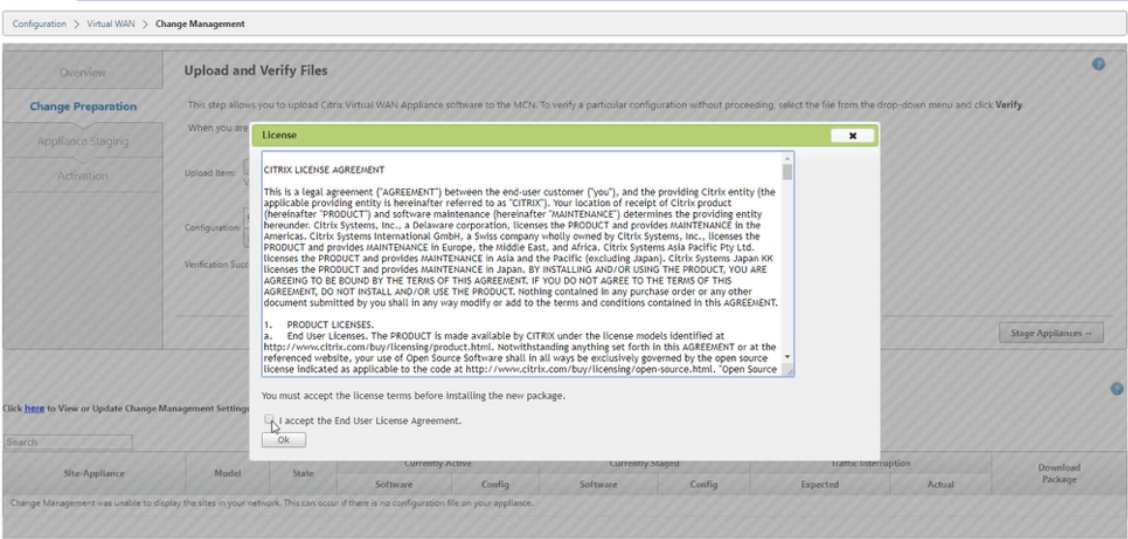 Configuration > Virtual WAN > Change Management
Overview
Change Preparation
Appliance Staging
Activation
Upload and Verify Files
This step allows you to upload Citrix Virtual WAN Appliance software to the MCN. To verify a particular configuration without proceeding, select the file from the drop-down menu and click Verify.
When you are
Upload Item:
Configuration:
Verification Succ
License
CITRIX LICENSE AGREEMENT
This is a legal agreement ("AGREEMENT") between the end-user customer ("you"), and the providing Citrix entity (the
applicable providing entity is hereinafter referred to as "CITRIX"). Your location of receipt of Citrix product
(hereinafter "PRODUCT") and software maintenance (hereinafter "MAINTENANCE") determines the providing entity
hereunder. Citrix Systems, Inc., a Delaware corporation, licenses the PRODUCT and provides MAINTENANCE in the
Americas. Citrix Systems International GmbH, a Swiss company wholly owned by Citrix Systems, Inc., licenses the
PRODUCT and provides MAINTENANCE in Europe, the Middle East, and Africa. Citrix Systems Asia Pacific Pty Ltd.
licenses the PRODUCT and provides MAINTENANCE in Asia and the Pacific (excluding Japan). Citrix Systems Japan KK
licenses the PRODUCT and provides MAINTENANCE in Japan. BY INSTALLING AND/OR USING THE PRODUCT, YOU ARE
AGREEING TO BE BOUND BY THE TERMS OF THIS AGREEMENT. IF YOU DO NOT AGREE TO THE TERMS OF THIS
AGREEMENT, DO NOT INSTALL AND/OR USE THE PRODUCT. Nothing contained in any purchase order or any other
document submitted by you shall in any way modify or add to the terms and conditions contained in this AGREEMENT.
1. PRODUCT LICENSES.
a. End User Licenses. The PRODUCT is made available by CITRIX under the license models identified at
http://www.citrix.com/buy/licensing/product.html. Notwithstanding anything set forth in this AGREEMENT or at the
referenced website, your use of Open Source Software shall in all ways be exclusively governed by the open source
license indicated as applicable to the code at http://www.citrix.com/buy/licensing/open-source.html. "Open Source
You must accept the license terms before installing the new package.
I accept the End User License Agreement.
Ok
Stage Appliances
Click here to View or Update Change Management Settings
Search
Site-Appliance
Model
State
Currently Active
Software
Config
Currently Staged
Software
Config
Traffic Interruption
Expected
Actual
Download
Package
Change Management was unable to display the sites in your network. This can occur if there is no configuration file on your appliance.